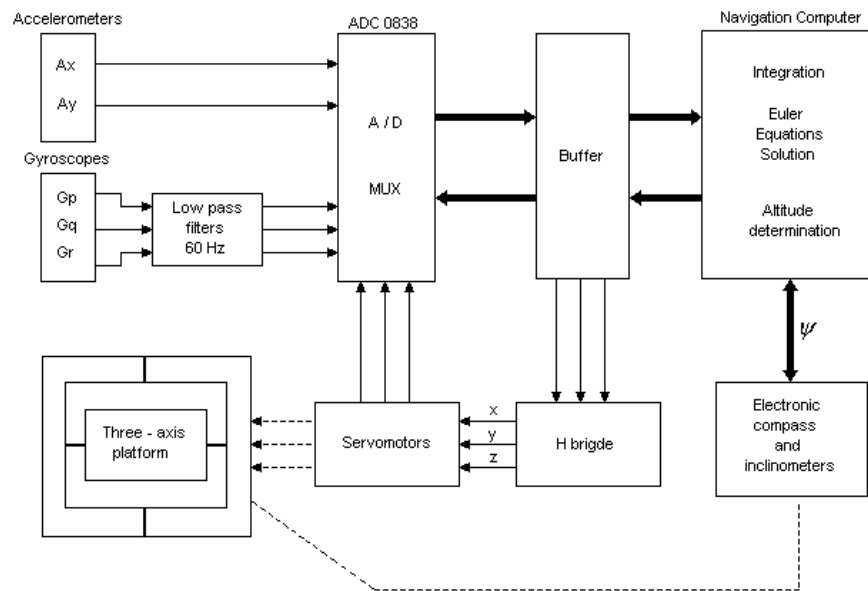 Accelerometers
ADC 0838
Navigation Computer
Ax
Ay
A / D
MUX
Buffer
Integration
Euler
Equations
Solution
Altitude
determination
Gyroscopes
Gp
Gq
Gr
Low pass
filters
60 Hz
ψ
Three - axis
platform
Servomotors
x
y
z
H brigde
Electronic
compass
and
inclinometers